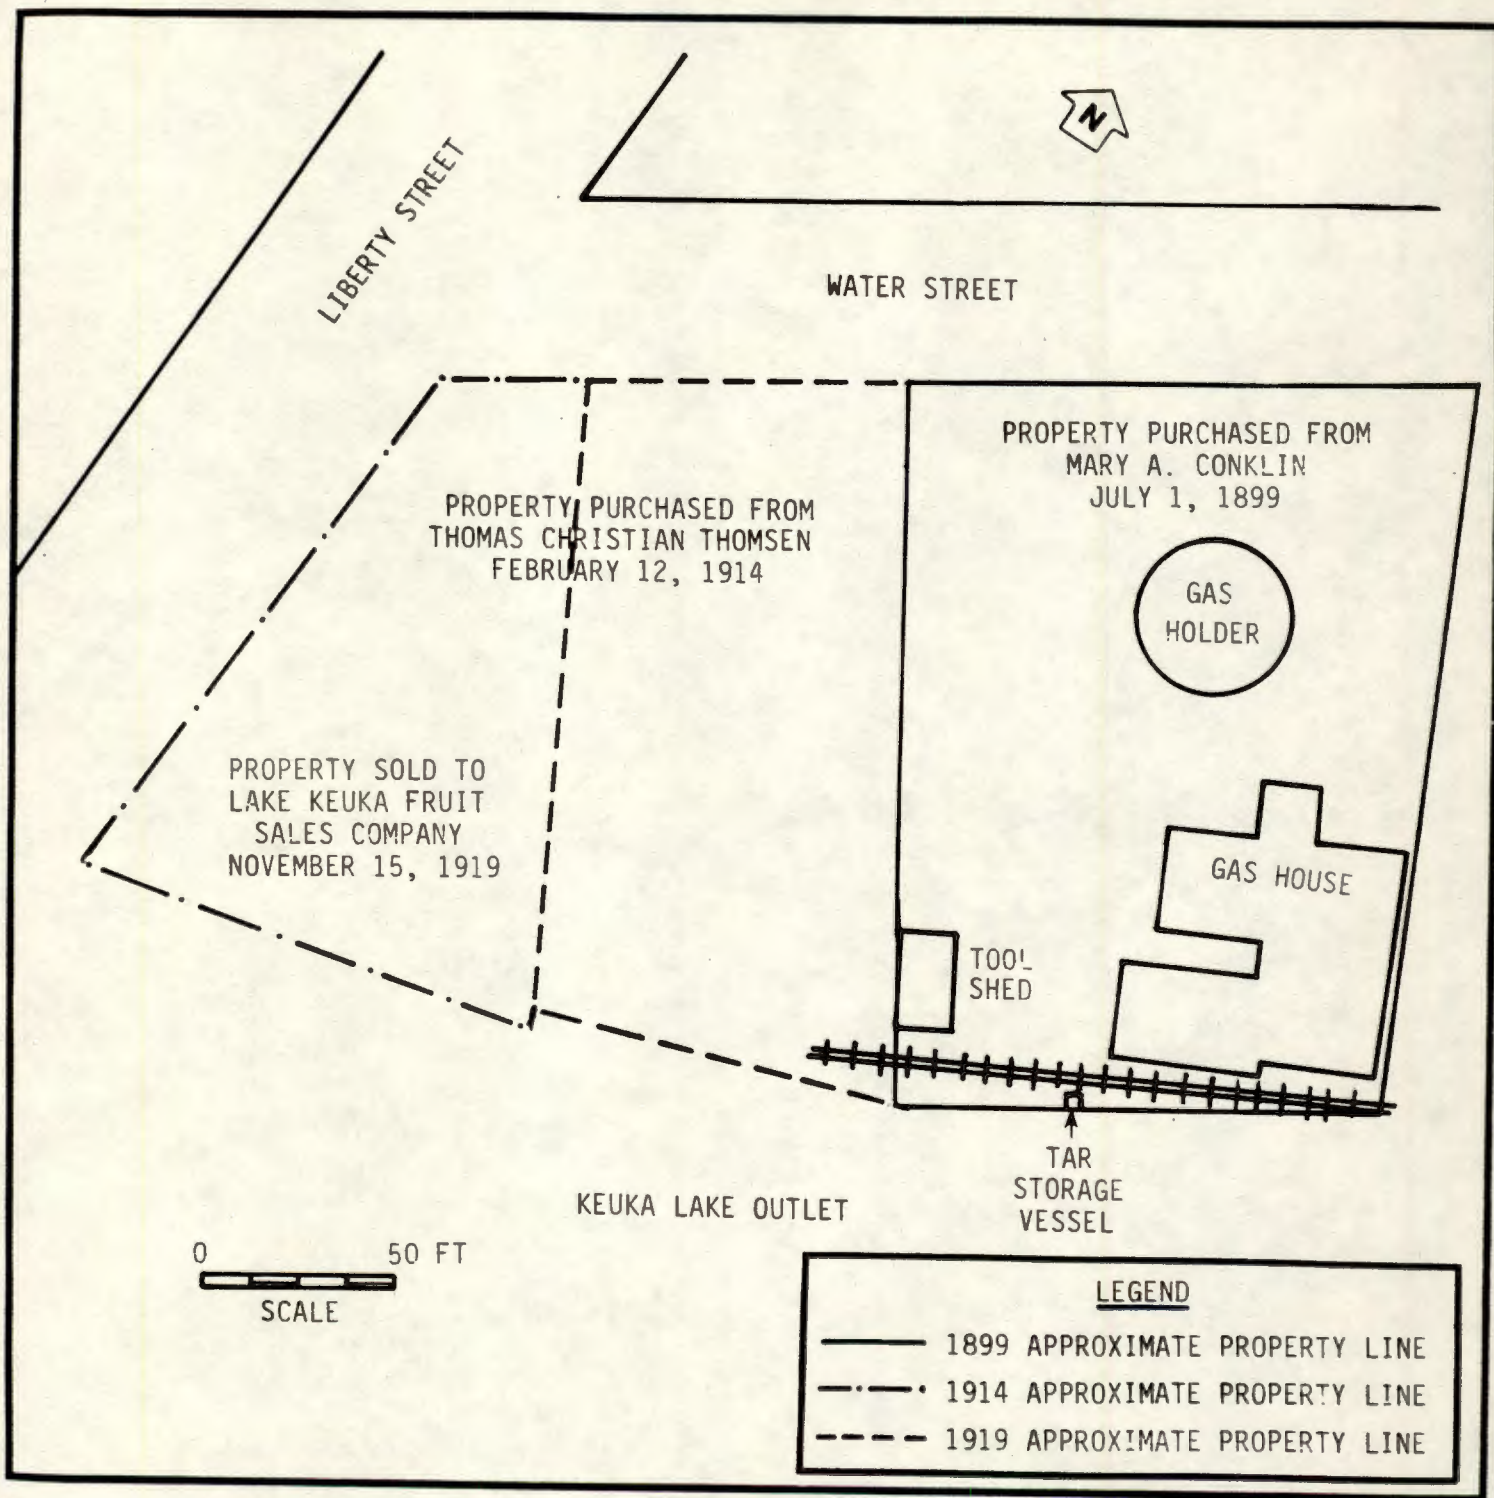 N
LIBERTY STREET
WATER STREET
PROPERTY PURCHASED FROM
MARY A. CONKLIN
JULY 1, 1899
PROPERTY PURCHASED FROM
THOMAS CHRISTIAN THOMSEN
FEBRUARY 12, 1914
GAS
HOLDER
PROPERTY SOLD TO
LAKE KEUKA FRUIT
SALES COMPANY
NOVEMBER 15, 1919
GAS HOUSE
TOOL
SHED
TAR
STORAGE
VESSEL
KEUKA LAKE OUTLET
0 50 FT
SCALE
LEGEND
1899 APPROXIMATE PROPERTY LINE
1914 APPROXIMATE PROPERTY LINE
1919 APPROXIMATE PROPERTY LINE